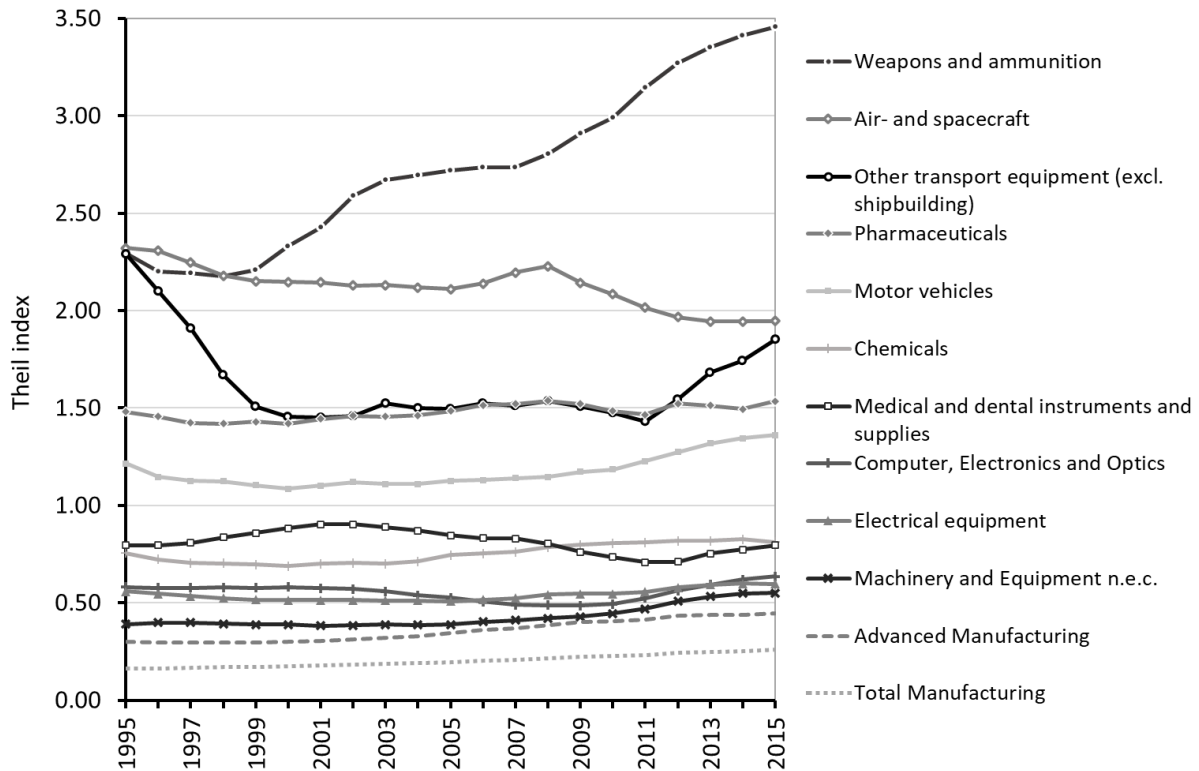 3.50
3.00
2.50
2.00
1.50
1.00
0.50
0.00
Theil index
1995
1997
1999
2001
2003
2005
2007
2009
2011
2013
2015
Weapons and ammunition
Air- and spacecraft
Other transport equipment (excl.
shipbuilding)
Pharmaceuticals
Motor vehicles
Chemicals
Medical and dental instruments and
supplies
Computer, Electronics and Optics
Electrical equipment
Machinery and Equipment n.e.c.
Advanced Manufacturing
Total Manufacturing